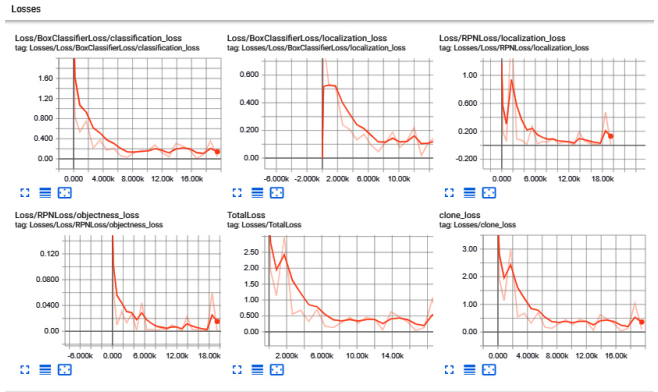 Losses
Loss/BoxClassifierLoss/classification_loss
tag: Losses/Loss/BoxClassifierLoss/classification_loss
1.60
1.20
0.800
0.400
0.00
0.000 4.000k 8.000k 12.00k 16.00k
Loss/BoxClassifierLoss/localization_loss
tag: Losses/Loss/BoxClassifierLoss/localization_loss
0.600
0.400
0.200
0.00
-6.000k -2.000k 2.000k 6.000k 10.00k
Loss/RPNLoss/localization_loss
tag: Losses/Loss/RPNLoss/localization_loss
1.00
0.600
0.200
-0.200
0.000 6.000k 12.00k 18.00k
Loss/RPNLoss/objectness_loss
tag: Losses/Loss/RPNLoss/objectness_loss
0.120
0.0800
0.0400
0.00
-6.000k 0.000 6.000k 12.00k 18.00k
TotalLoss
tag: Losses/TotalLoss
2.50
2.00
1.50
1.00
0.500
0.00
2.000k 6.000k 10.00k 14.00k
clone_loss
tag: Losses/clone_loss
3.00
2.00
1.00
0.00
0.000 4.000k 8.000k 12.00k 16.00k